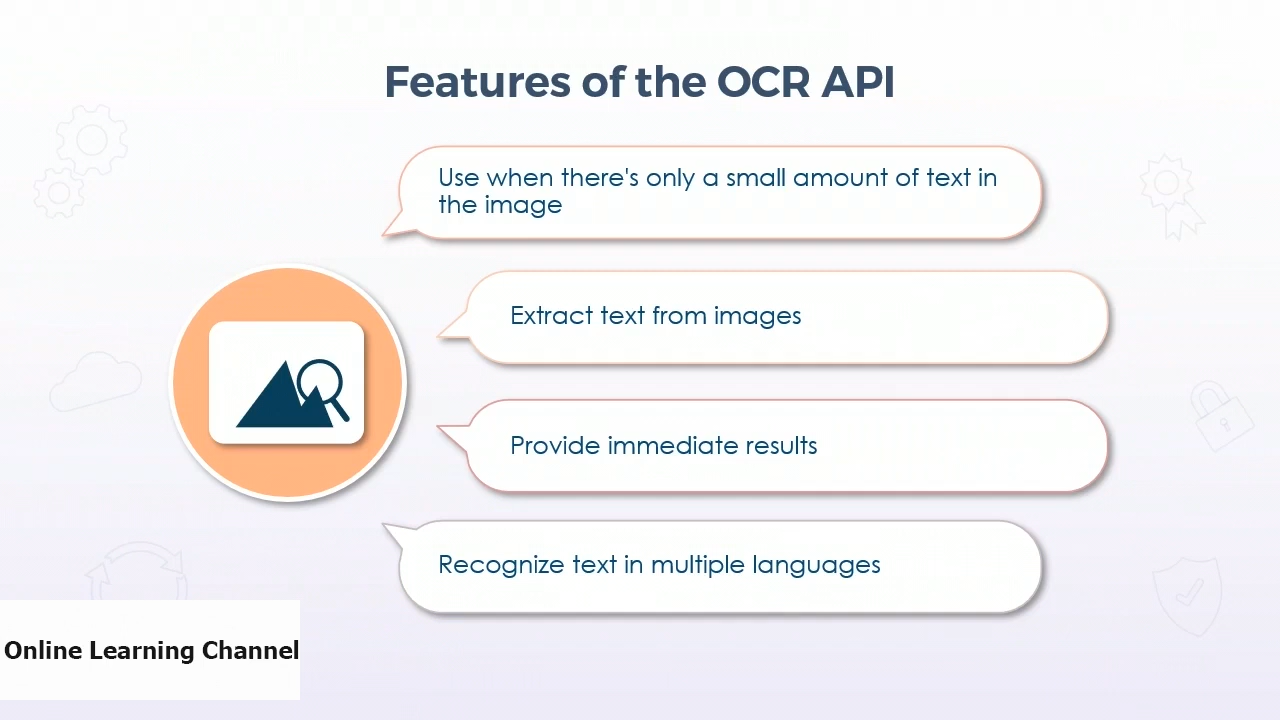 Features of the OCR API
Use when there's only a small amount of text in
the image
Extract text from images
Provide immediate results
Recognize text in multiple languages
Online Learning Channel